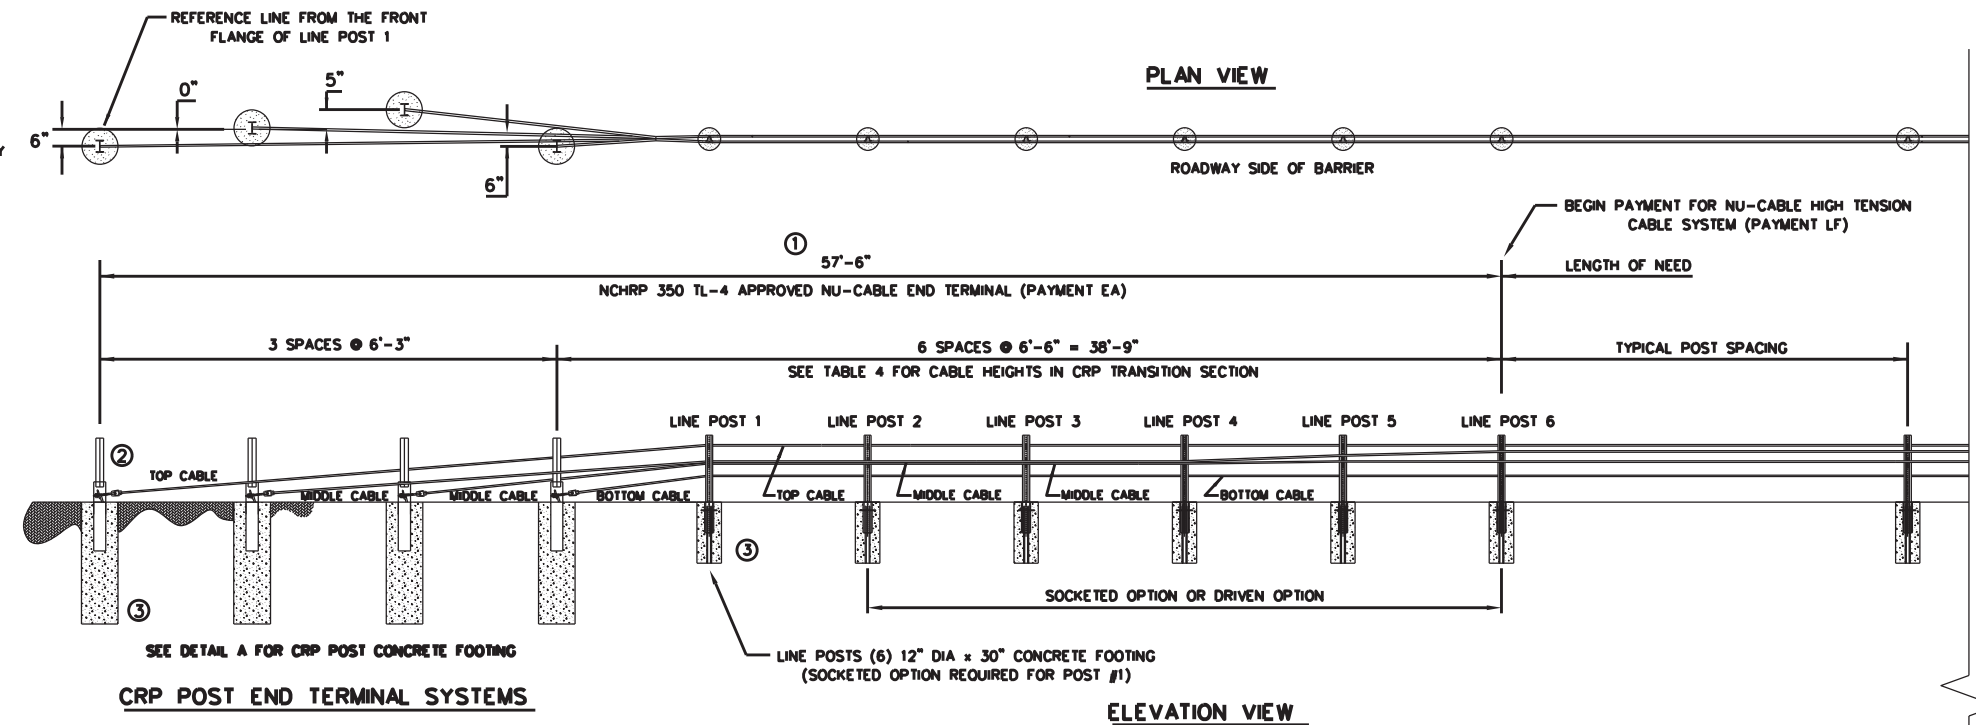 REFERENCE LINE FROM THE FRONT
FLANGE OF LINE POST 1
PLAN VIEW
0"
5"
6"
Y
6"
ROADWAY SIDE OF BARRIER
BEGIN PAYMENT FOR NU-CABLE HIGH TENSION
CABLE SYSTEM (PAYMENT LF)
1
57'-6"
LENGTH OF NEED
NCHRP 350 TL-4 APPROVED NU-CABLE END TERMINAL (PAYMENT EA)
3 SPACES @ 6'-3"
6 SPACES @ 6'-6" = 38'-9"
TYPICAL POST SPACING
SEE TABLE 4 FOR CABLE HEIGHTS IN CRP TRANSITION SECTION
LINE POST 1
LINE POST 2
LINE POST 3
LINE POST 4
LINE POST 5
LINE POST 6
2
TOP CABLE
MIDDLE CABLE
MIDDLE CABLE
BOTTOM CABLE
TOP CABLE
MIDDLE CABLE
MIDDLE CABLE
BOTTOM CABLE
3
3
SOCKETED OPTION OR DRIVEN OPTION
SEE DETAIL A FOR CRP POST CONCRETE FOOTING
LINE POSTS (6) 12" DIA x 30" CONCRETE FOOTING
(SOCKETED OPTION REQUIRED FOR POST #1)
CRP POST END TERMINAL SYSTEMS
ELEVATION VIEW